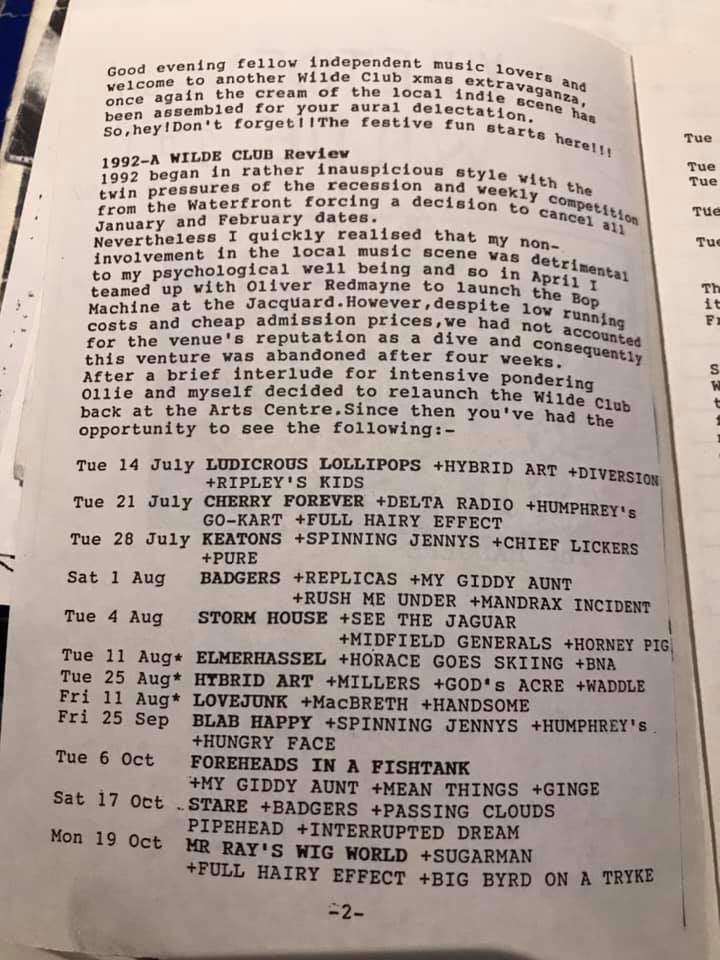 Good evening fellow independent music lovers and
welcome to another Wilde Club xmas extravaganza,
once again the cream of the local indie scene has
been assembled for your aural delectation.
So,hey!Don't forget!!The festive fun starts here!!!
1992-A WILDE CLUB Review
1992 began in rather inauspicious style with the
twin pressures of the recession and weekly competition
from the Waterfront forcing a decision to cancel all
January and February dates.
Nevertheless I quickly realised that my non-
involvement in the local music scene was detrimental
to my psychological well being and so in April I
teamed up with Oliver Redmayne to launch the Bop
Machine at the Jacquard.However,despite low running
costs and cheap admission prices,we had not accounted
for the venue's reputation as a dive and consequently
this venture was abandoned after four weeks.
After a brief interlude for intensive pondering
Ollie and myself decided to relaunch the Wilde Club
back at the Arts Centre.Since then you've had the
opportunity to see the following:-
Tue 14 July LUDICROUS LOLLIPOPS +HYBRID ART +DIVERSION
+RIPLEY'S KIDS
Tue 21 July CHERRY FOREVER +DELTA RADIO +HUMPHREY's
GO-KART +FULL HAIRY EFFECT
Tue 28 July KEATONS +SPINNING JENNYS +CHIEF LICKERS
+PURE
Sat 1 Aug BADGERS +REPLICAS +MY GIDDY AUNT
+RUSH ME UNDER +MANDRAX INCIDENT
Tue 4 Aug STORM HOUSE +SEE THE JAGUAR
+MIDFIELD GENERALS +HORNEY PIG
Tue 11 Aug* ELMERHASSEL +HORACE GOES SKIING +BNA
Tue 25 Aug* HYBRID ART +MILLERS +GOD's ACRE +WADDLE
Fri 11 Aug* LOVEJUNK +MacBRETH +HANDSOME
Fri 25 Sep BLAB HAPPY +SPINNING JENNYS +HUMPHREY's
+HUNGRY FACE
Tue 6 Oct FOREHEADS IN A FISHTANK
+MY GIDDY AUNT +MEAN THINGS +GINGE
Sat 17 Oct STARE +BADGERS +PASSING CLOUDS
PIPEHEAD +INTERRUPTED DREAM
Mon 19 Oct MR RAY'S WIG WORLD +SUGARMAN
+FULL HAIRY EFFECT +BIG BYRD ON A TRYKE
-2-
Tue
Tue
Tue
Tue
Tue
Th
it